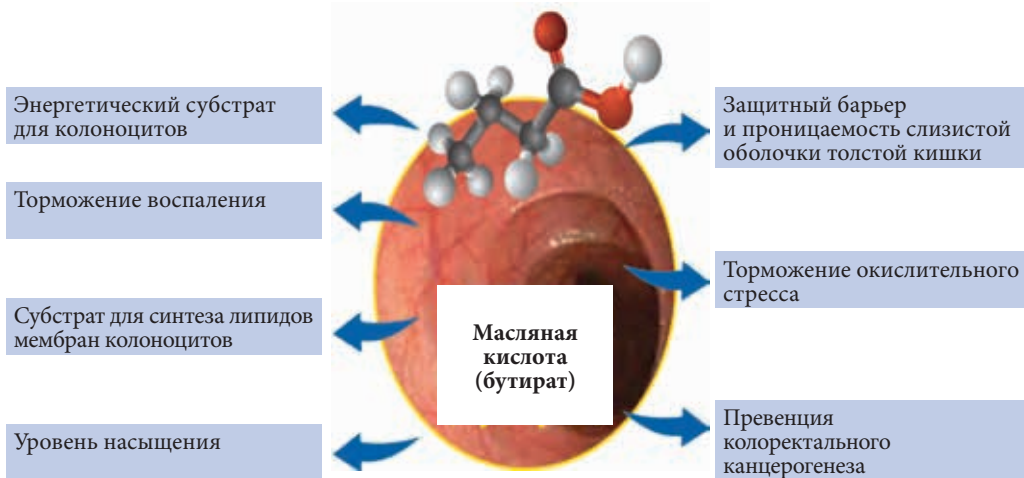 Энергетический субстрат
для колоноцитов
Торможение воспаления
Субстрат для синтеза липидов
мембран колоноцитов
Уровень насыщения
Масляная
кислота
(бутират)
Защитный барьер
и проницаемость слизистой
оболочки толстой кишки
Торможение окислительного
стресса
Превенция
колоректального
канцерогенеза